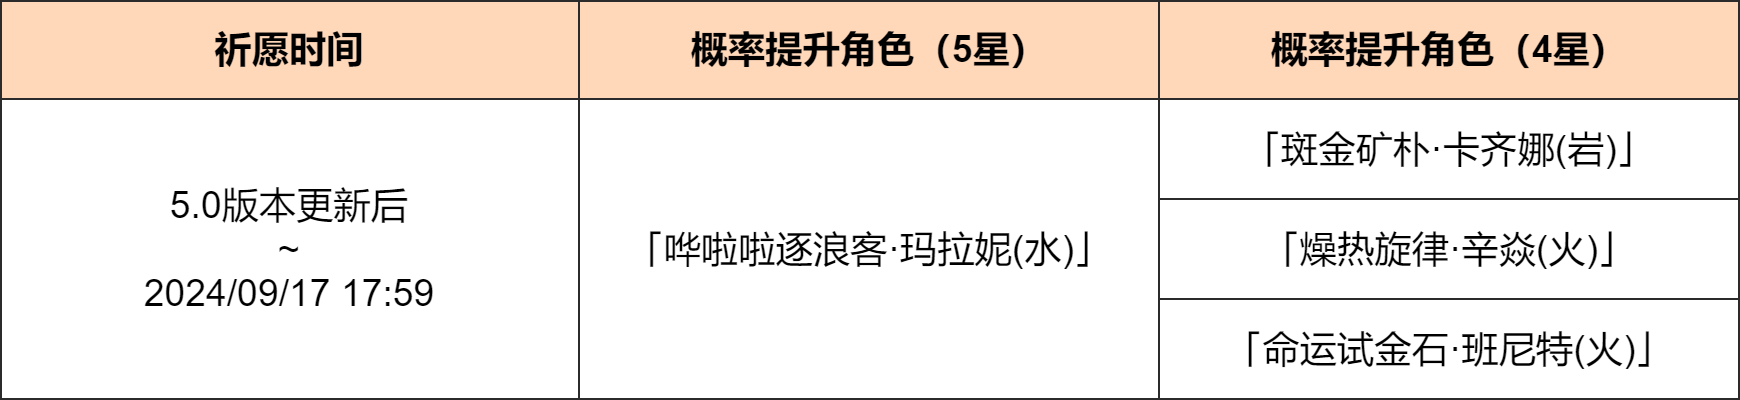 祈愿时间
概率提升角色（5星）
概率提升角色（4星）
5.0版本更新后
~
2024/09/17 17:59
「哗啦啦逐浪客·玛拉妮(水)」
「斑金矿朴·卡齐娜(岩)」
「燥热旋律·辛焱(火)」
「命运试金石·班尼特(火)」